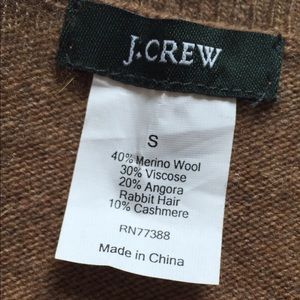 J.CREW
S
40% Merino Wool
30% Viscose
20% Angora
Rabbit Hair
10% Cashmere
RN77388
Made in China